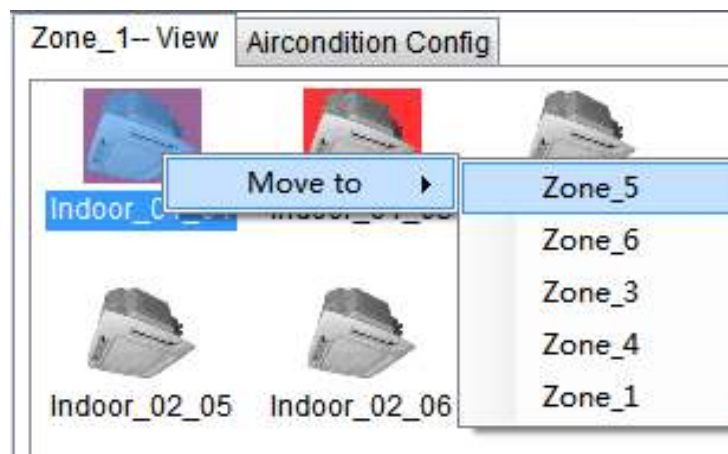 Zone_1-- View
Aircondition Config
Move to
Zone_5
Zone_6
Zone_3
Zone_4
Zone_1
Indoor_02_05
Indoor_02_06